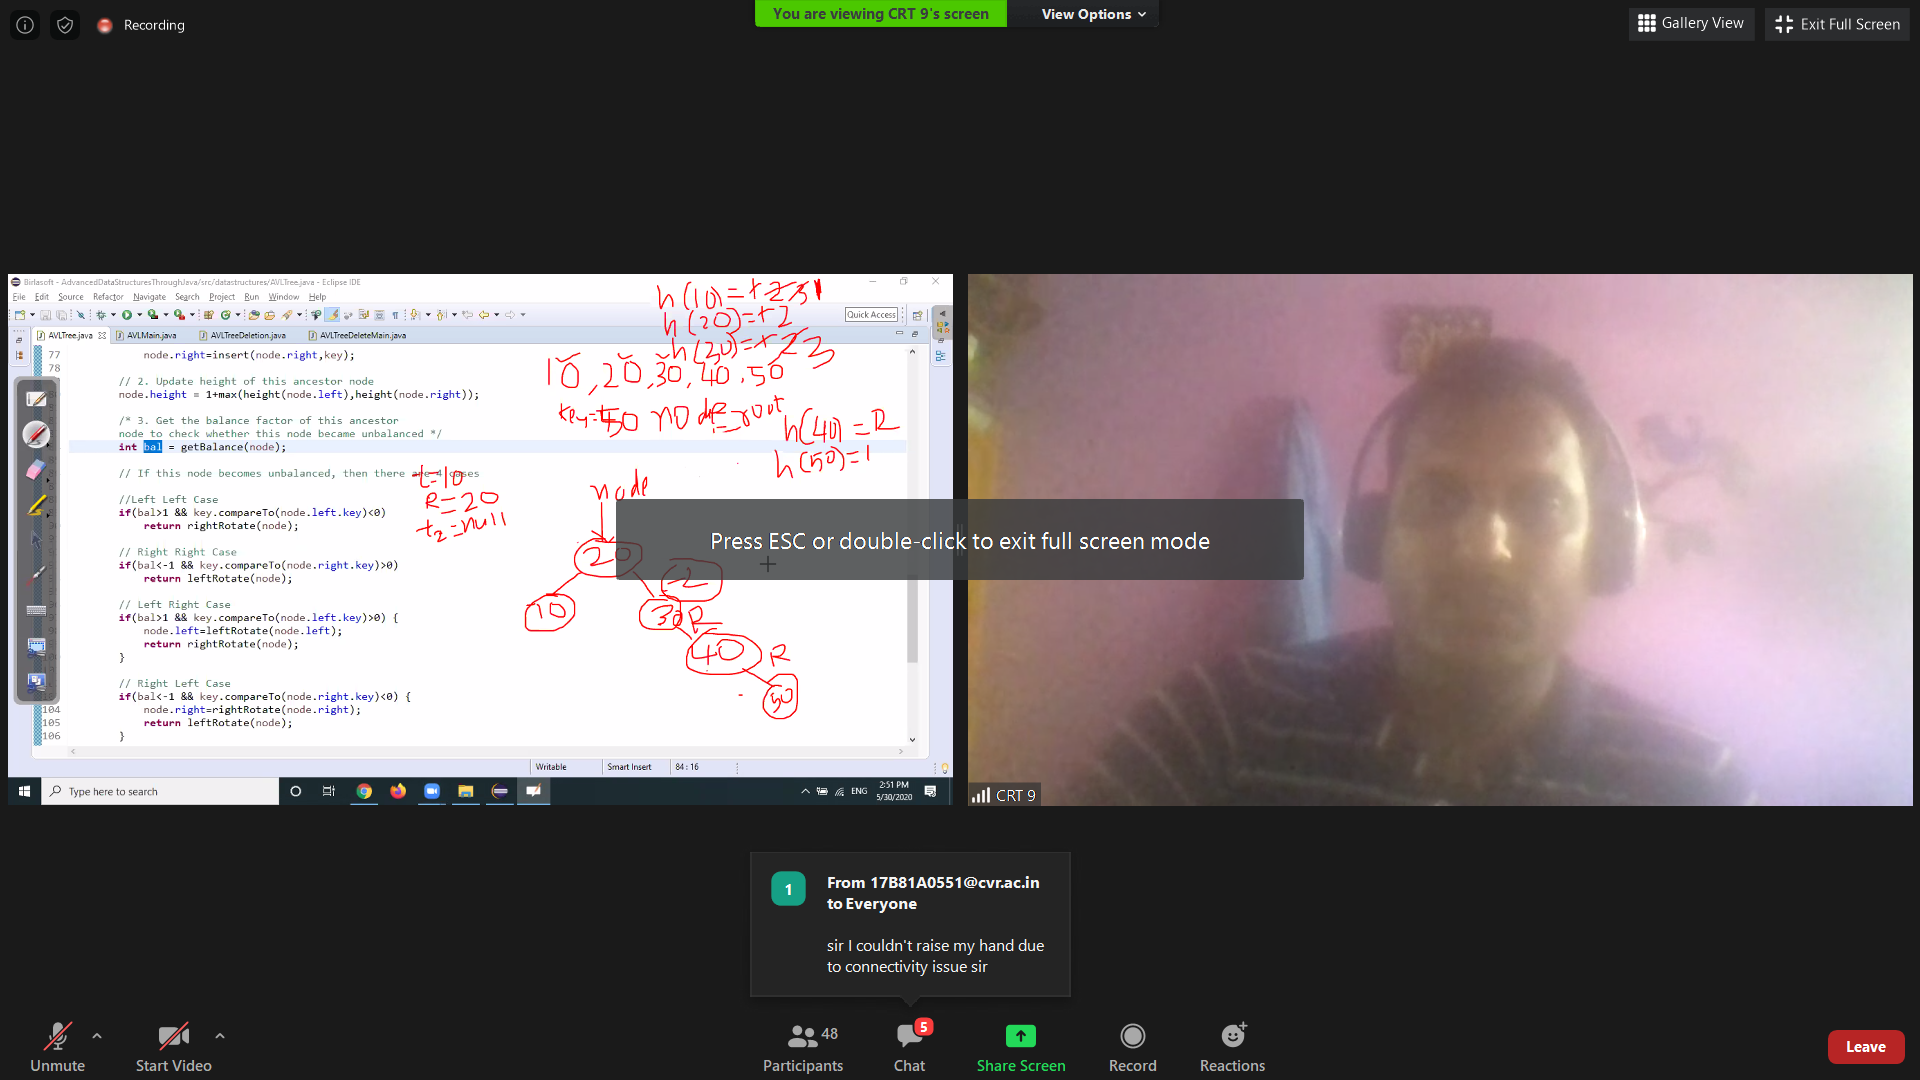 Recording
You are viewing CRT 9's screen
View Options
Gallery View
Exit Full Screen
Birlasoft - AdvancedDataStructuresThroughJava/src/datastructures/AVLTree.java - Eclipse IDE
File Edit Source Refactor Navigate Search Project Run Window Help
Quick Access
AVLTree.java
AVLMain.java
AVLTreeDeletion.java
AVLTreeDeleteMain.java
77 node.right=insert(node.right,key);
78
// 2. Update height of this ancestor node
node.height = 1+max(height(node.left),height(node.right));
/* 3. Get the balance factor of this ancestor
node to check whether this node became unbalanced */
int bal = getBalance(node);
// If this node becomes unbalanced, then there are 4 cases
//Left Left Case
if(bal>1 && key.compareTo(node.left.key)<0)
return rightRotate(node);
// Right Right Case
if(bal<-1 && key.compareTo(node.right.key)>0)
return leftRotate(node);
// Left Right Case
if(bal>1 && key.compareTo(node.left.key)>0) {
node.left=leftRotate(node.left);
return rightRotate(node);
}
// Right Left Case
if(bal<-1 && key.compareTo(node.right.key)<0) {
104 node.right=rightRotate(node.right);
105 return leftRotate(node);
106 }
h(20)=+2
10, 20, 30, 40, 50
node=root
h(40)=R
h(50)=1
t=10
R=20
t2=null
node
20
-2
10
30 R
40 R
50
Press ESC or double-click to exit full screen mode
Writable
Smart Insert
84 : 16
Type here to search
ENG
2:51 PM
5/30/2020
CRT 9
1
From 17B81A0551@cvr.ac.in
to Everyone
sir I couldn't raise my hand due
to connectivity issue sir
Unmute
Start Video
48
Participants
5
Chat
Share Screen
Record
Reactions
Leave